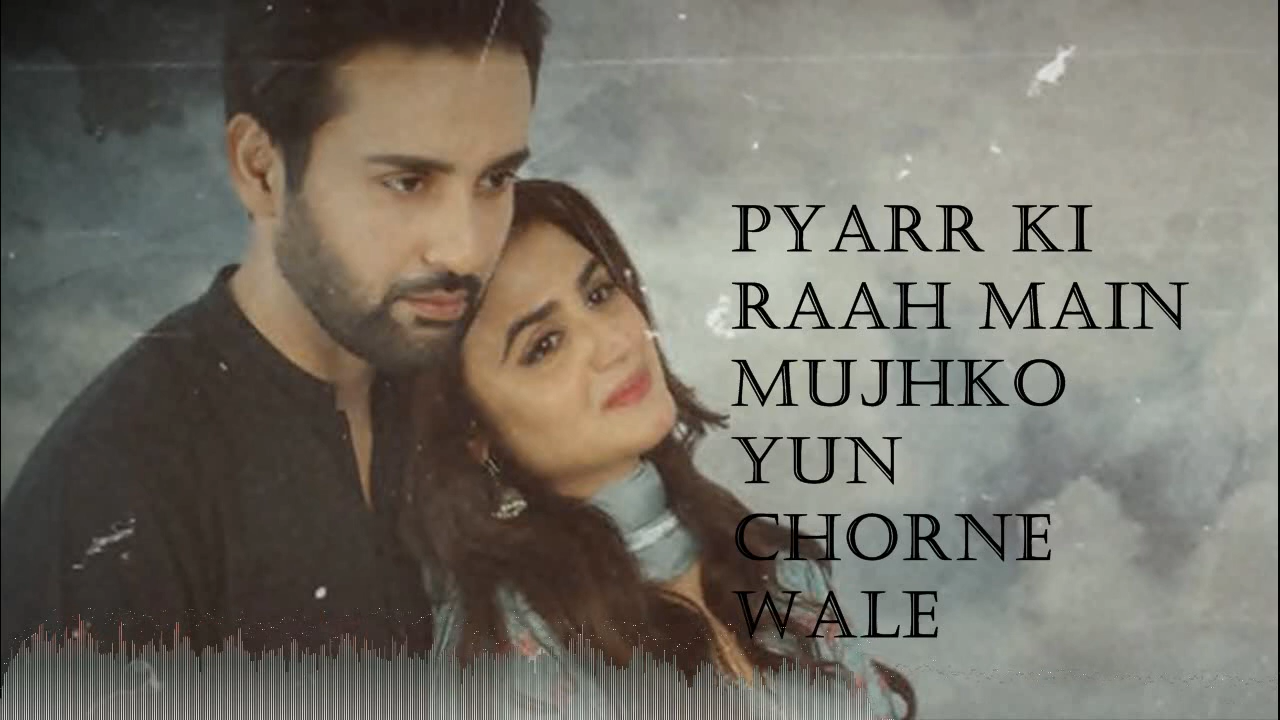 PYARR KI
RAAH MAIN
MUJHKO
YUN
CHORNE
WALE